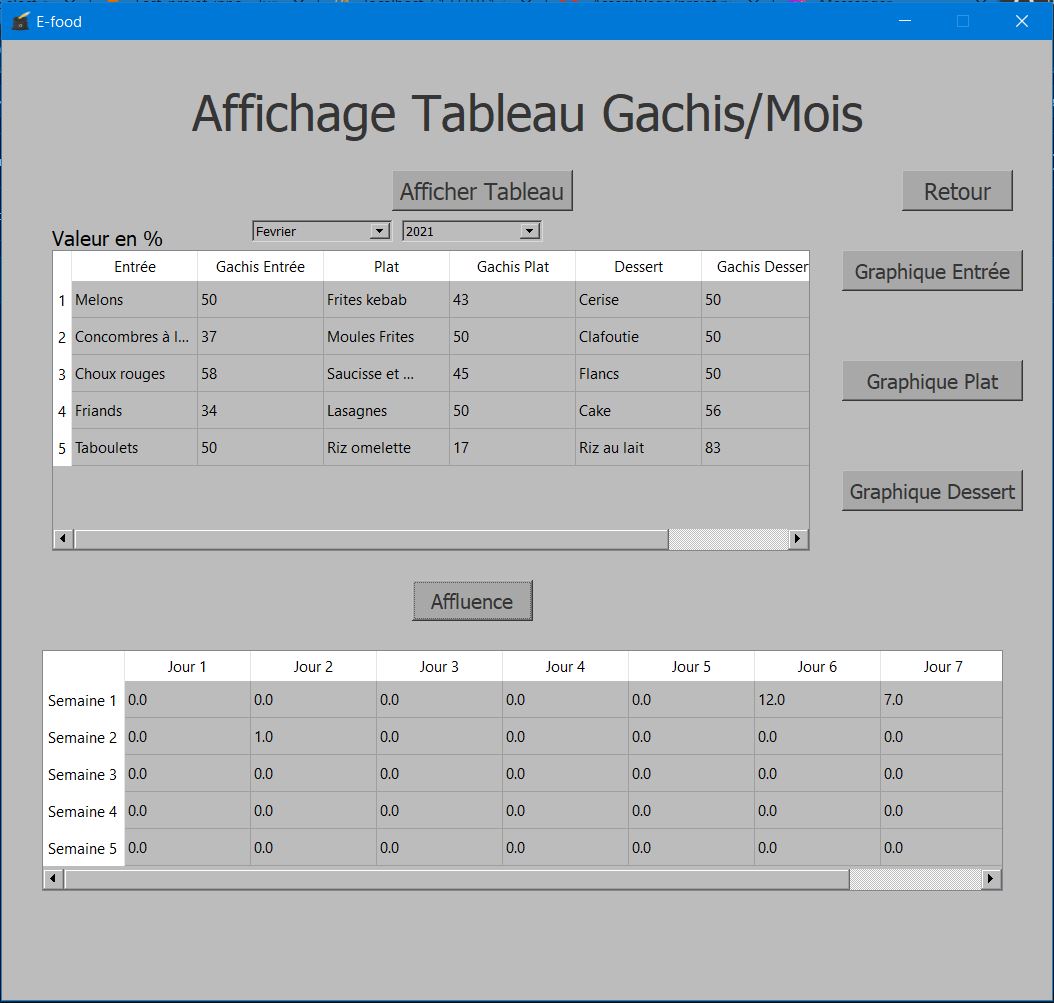 E-food
Affichage Tableau Gachis/Mois
Afficher Tableau
Retour
Valeur en %
Fevrier
2021
Entrée Gachis Entrée Plat Gachis Plat Dessert Gachis Desser
1 Melons 50 Frites kebab 43 Cerise 50
2 Concombres à l... 37 Moules Frites 50 Clafoutie 50
3 Choux rouges 58 Saucisse et ... 45 Flancs 50
4 Friands 34 Lasagnes 50 Cake 56
5 Taboulets 50 Riz omelette 17 Riz au lait 83
Graphique Entrée
Graphique Plat
Graphique Dessert
Affluence
Jour 1 Jour 2 Jour 3 Jour 4 Jour 5 Jour 6 Jour 7
Semaine 1 0.0 0.0 0.0 0.0 0.0 12.0 7.0
Semaine 2 0.0 1.0 0.0 0.0 0.0 0.0 0.0
Semaine 3 0.0 0.0 0.0 0.0 0.0 0.0 0.0
Semaine 4 0.0 0.0 0.0 0.0 0.0 0.0 0.0
Semaine 5 0.0 0.0 0.0 0.0 0.0 0.0 0.0